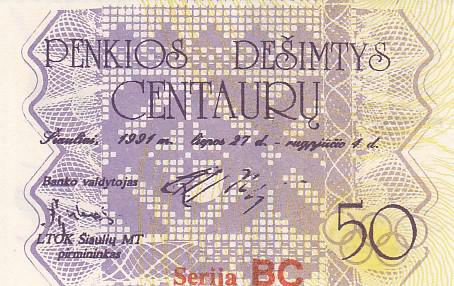 PENKIOS DEŠIMTYS
CENTAURŲ
Šiauliai, 1991 m. liepos 27 d. - rugpjūčio 4 d.
Banko valdytojas
LTOK Šiaulių MT
pirmininkas
50
Serija BC